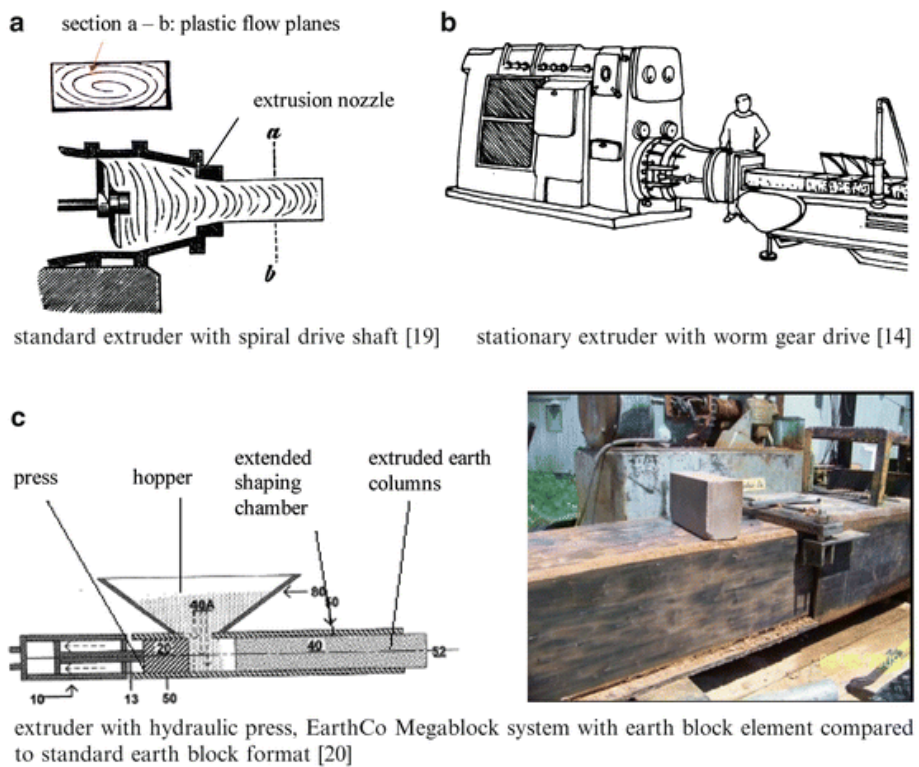 a
section a – b: plastic flow planes
extrusion nozzle
a
b
standard extruder with spiral drive shaft [19]
b
stationary extruder with worm gear drive [14]
c
press
hopper
extended
shaping
chamber
extruded earth
columns
80
50
40A
20
40
52
10
13
50
extruder with hydraulic press, EarthCo Megablock system with earth block element compared
to standard earth block format [20]